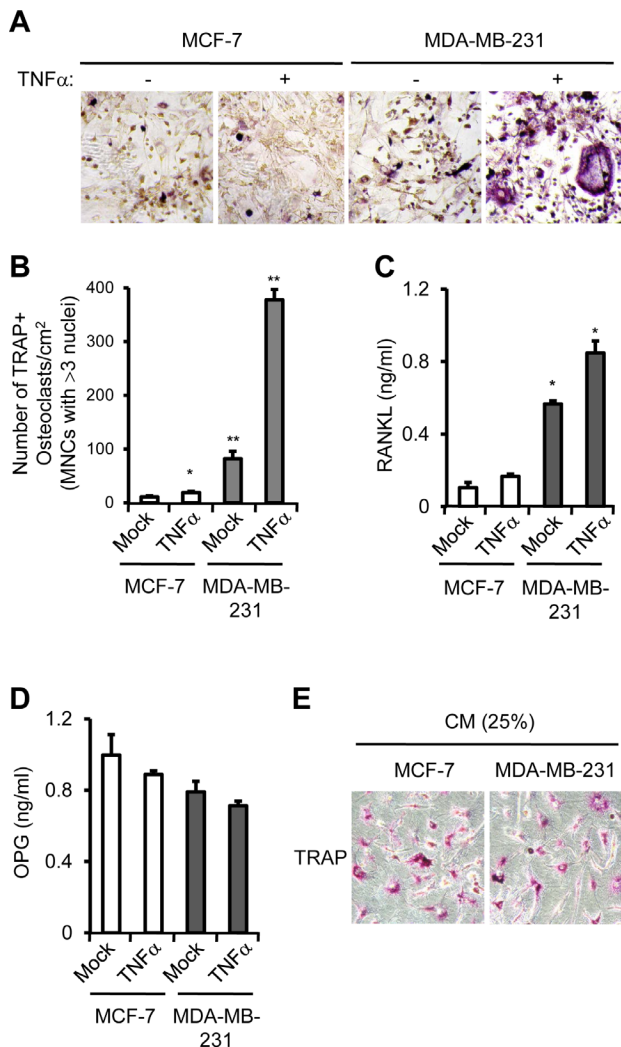 A
MCF-7 MDA-MB-231
TNFα: - + - +
B
Number of TRAP+
Osteoclasts/cm2
(MNCs with >3 nuclei)
400
300
200
100
0
*
**
**
Mock TNFα Mock TNFα
MCF-7 MDA-MB-
231
C
RANKL (ng/ml)
1.2
0.8
0.4
0
*
*
Mock TNFα Mock TNFα
MCF-7 MDA-MB-
231
D
OPG (ng/ml)
1.2
0.8
0.4
0
Mock TNFα Mock TNFα
MCF-7 MDA-MB-
231
E
CM (25%)
MCF-7 MDA-MB-231
TRAP